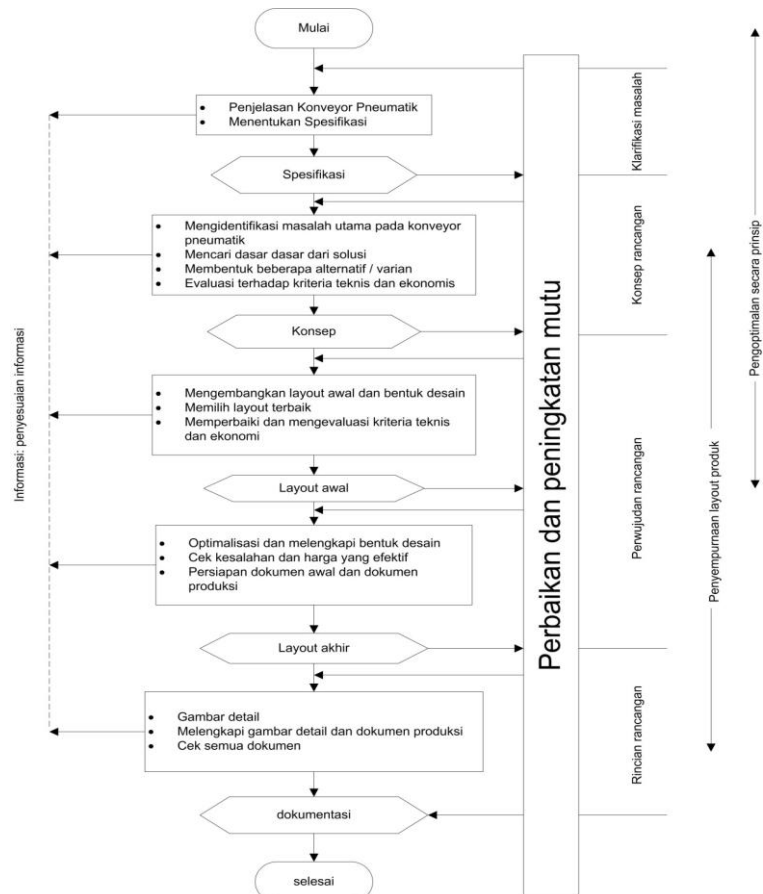 Mulai
Penjelasan Konveyor Pneumatik
Menentukan Spesifikasi
Spesifikasi
Mengidentifikasi masalah utama pada konveyor
pneumatik
Mencari dasar dasar dari solusi
Membentuk beberapa alternatif / varian
Evaluasi terhadap kriteria teknis dan ekonomis
Konsep
Mengembangkan layout awal dan bentuk desain
Memilih layout terbaik
Memperbaiki dan mengevaluasi kriteria teknis
dan ekonomi
Layout awal
Optimalisasi dan melengkapi bentuk desain
Cek kesalahan dan harga yang efektif
Persiapan dokumen awal dan dokumen
produksi
Layout akhir
Gambar detail
Melengkapi gambar detail dan dokumen produksi
Cek semua dokumen
dokumentasi
selesai
Informasi: penyesuaian informasi
Perbaikan dan peningkatan mutu
Klarifikasi masalah
Konsep rancangan
Perwujudan rancangan
Rincian rancangan
Penyempurnaan layout produk
Pengoptimalan secara prinsip